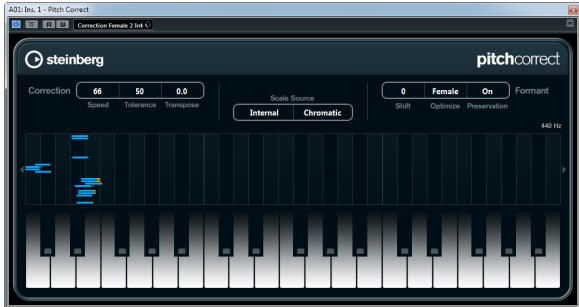 A01: Ins. 1 - Pitch Correct
R W Correction Female 2 Int
steinberg
pitchcorrect
Correction
66 50 0.0
Speed Tolerance Transpose
Scale Source
Internal Chromatic
0 Female On
Formant
Shift Optimize Preservation
440 Hz